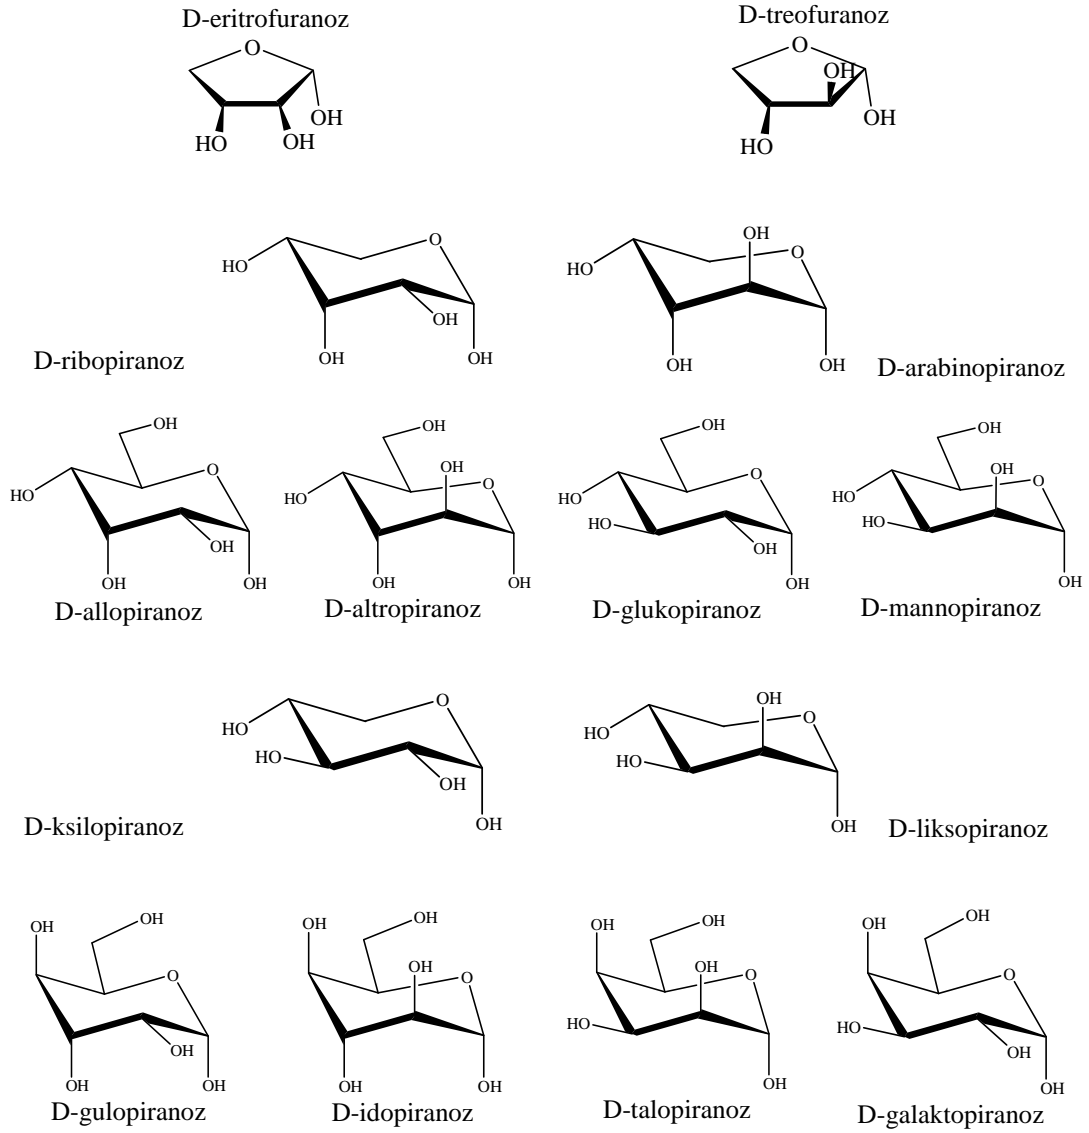 D-eritrofuranoz
D-treofuranoz
O
OH
HO
OH
O
OH
OH
HO
O
HO
OH
OH
OH
D-ribopiranoz
OH
O
HO
OH
OH
D-arabinopiranoz
OH
O
HO
OH
OH
OH
D-allopiranoz
OH
OH
O
HO
OH
OH
D-altropiranoz
OH
O
HO
HO
OH
OH
D-glukopiranoz
OH
OH
O
HO
HO
OH
D-mannopiranoz
O
HO
HO
OH
OH
D-ksilopiranoz
OH
O
HO
HO
OH
D-liksopiranoz
OH
OH
O
OH
OH
OH
D-gulopiranoz
OH
OH
OH
O
OH
OH
D-idopiranoz
OH
OH
OH
O
HO
OH
D-talopiranoz
OH
OH
O
HO
OH
OH
D-galaktopiranoz